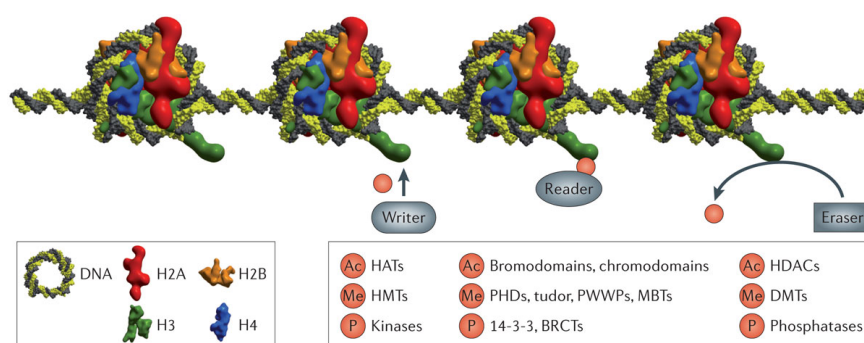 Writer
Reader
Eraser
DNA H2A H2B
H3 H4
Ac HATs
Me HMTs
P Kinases
Ac Bromodomains, chromodomains
Me PHDs, tudor, PWWPs, MBTs
P 14-3-3, BRCTs
Ac HDACs
Me DMTs
P Phosphatases